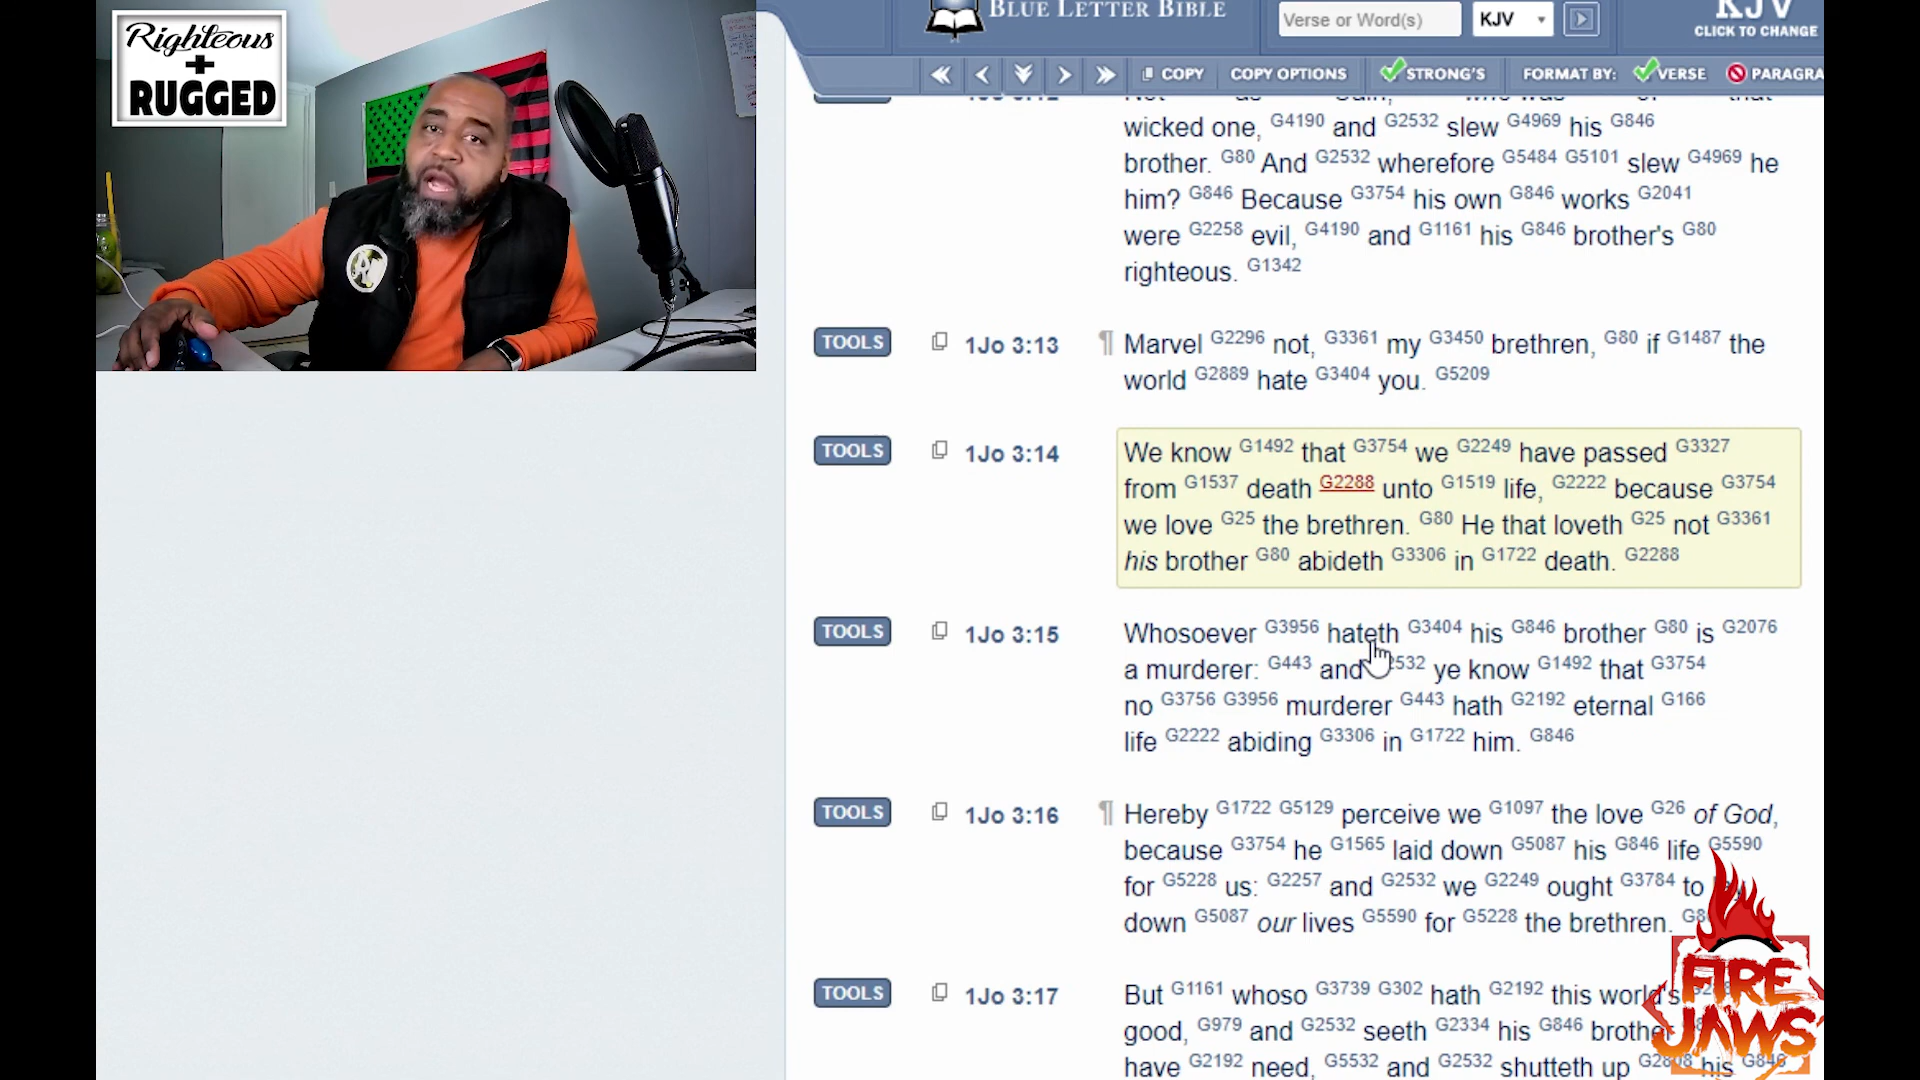 Righteous
+
RUGGED
BLUE LETTER BIBLE
Verse or Word(s)
KJV
KJV
CLICK TO CHANGE
COPY
COPY OPTIONS
STRONG'S
FORMAT BY:
VERSE
PARAGRA
wicked one, G4190 and G2532 slew G4969 his G846
brother. G80 And G2532 wherefore G5484 G5101 slew G4969 he
him? G846 Because G3754 his own G846 works G2041
were G2258 evil, G4190 and G1161 his G846 brother's G80
righteous. G1342
TOOLS 1Jo 3:13 ¶ Marvel G2296 not, G3361 my G3450 brethren, G80 if G1487 the
world G2889 hate G3404 you. G5209
TOOLS 1Jo 3:14 We know G1492 that G3754 we G2249 have passed G3327
from G1537 death G2288 unto G1519 life, G2222 because G3754
we love G25 the brethren. G80 He that loveth G25 not G3361
his brother G80 abideth G3306 in G1722 death. G2288
TOOLS 1Jo 3:15 Whosoever G3956 hateth G3404 his G846 brother G80 is G2076
a murderer: G443 and 2532 ye know G1492 that G3754
no G3756 G3956 murderer G443 hath G2192 eternal G166
life G2222 abiding G3306 in G1722 him. G846
TOOLS 1Jo 3:16 ¶ Hereby G1722 G5129 perceive we G1097 the love G26 of God,
because G3754 he G1565 laid down G5087 his G846 life G5590
for G5228 us: G2257 and G2532 we G2249 ought G3784 to
down G5087 our lives G5590 for G5228 the brethren.
TOOLS 1Jo 3:17 But G1161 whoso G3739 G302 hath G2192 this world's
good, G979 and G2532 seeth G2334 his G846 brother
have G2192 need, G5532 and G2532 shutteth up G2808 his G846
FIRE
JAWS